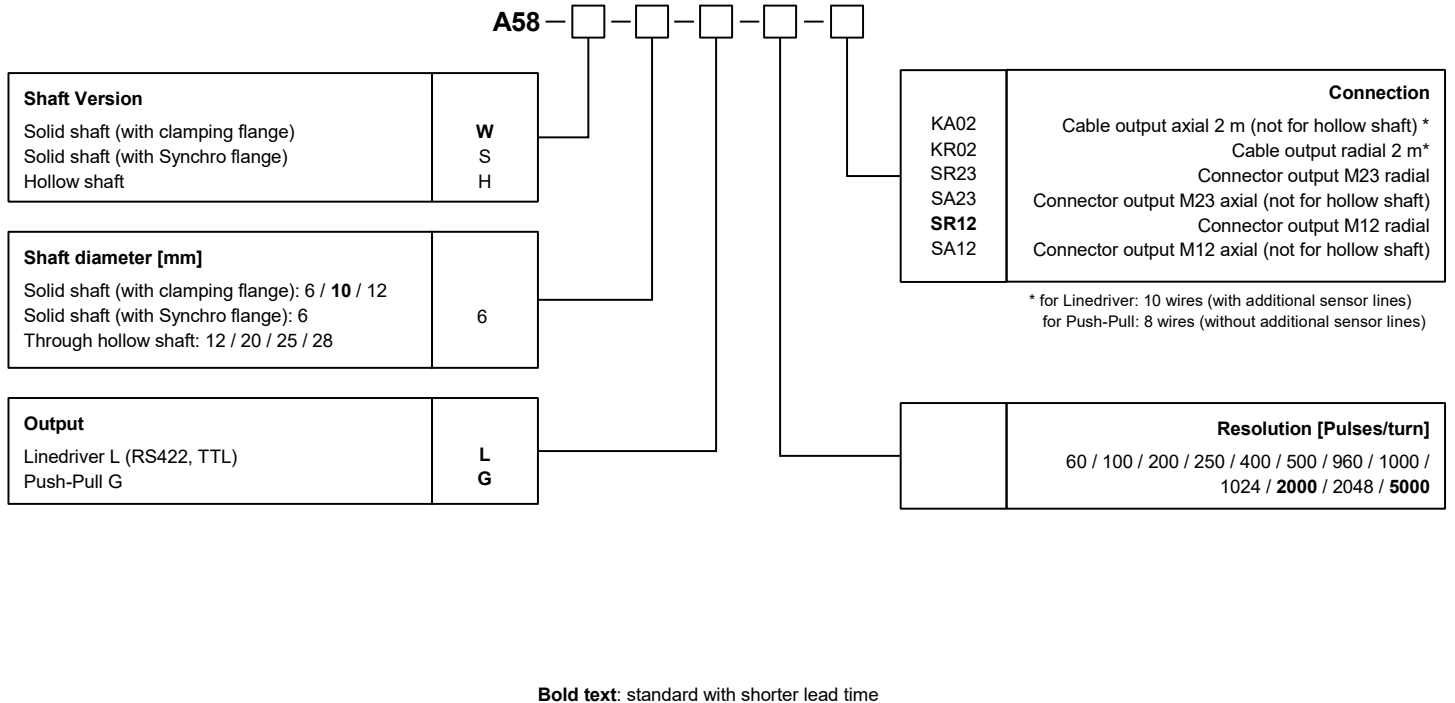 A58 – – – – –
Shaft Version
Solid shaft (with clamping flange) W
Solid shaft (with Synchro flange) S
Hollow shaft H
Shaft diameter [mm]
Solid shaft (with clamping flange): 6 / 10 / 12
Solid shaft (with Synchro flange): 6 6
Through hollow shaft: 12 / 20 / 25 / 28
Output
Linedriver L (RS422, TTL) L
Push-Pull G G
Connection
KA02 Cable output axial 2 m (not for hollow shaft) *
KR02 Cable output radial 2 m*
SR23 Connector output M23 radial
SA23 Connector output M23 axial (not for hollow shaft)
SR12 Connector output M12 radial
SA12 Connector output M12 axial (not for hollow shaft)
* for Linedriver: 10 wires (with additional sensor lines)
for Push-Pull: 8 wires (without additional sensor lines)
Resolution [Pulses/turn]
60 / 100 / 200 / 250 / 400 / 500 / 960 / 1000 /
1024 / 2000 / 2048 / 5000
Bold text: standard with shorter lead time